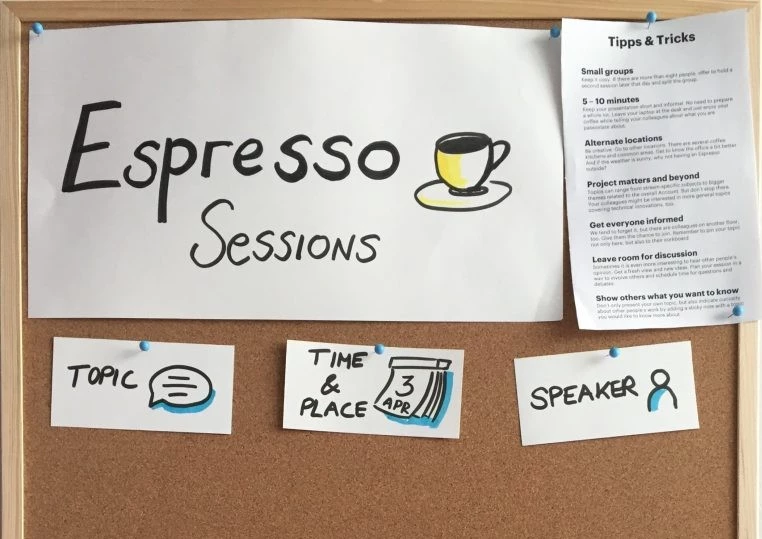 Espresso
Sessions
Tipps & Tricks
Small groups
Keep it cosy. If there are more than eight people, offer to hold a
second session later that day and split the group.
5 – 10 minutes
Keep your presentation short and informal. No need to prepare
a whole lot. Leave your laptop at the desk and just enjoy your
coffee while telling your colleagues about what you are
passionate about.
Alternate locations
Be creative. Go to other locations. There are several coffee
kitchens and common areas. Get to know the office a bit better.
And if the weather is sunny, why not having an Espresso
outside?
Project matters and beyond
Topics can range from stream-specific subjects to bigger
themes related to the overall Account. But don't stop there.
Your colleagues might be interested in more general topics
covering technical innovations, too.
Get everyone informed
We tend to forget it, but there are colleagues on another floor,
too. Give them the chance to join. Remember to pin your topic
not only here, but also to their corkboard.
Leave room for discussion
Sometimes it is even more interesting to hear other people's
opinion. Get a fresh view and new ideas. Plan your session in a
way to involve others and schedule time for questions and
debates.
Show others what you want to know
Don't only present your own topic, but also indicate curiosity
about other people's work by adding a sticky note with a topic
you would like to know more about.
TOPIC
TIME
&
PLACE
3
APR
SPEAKER